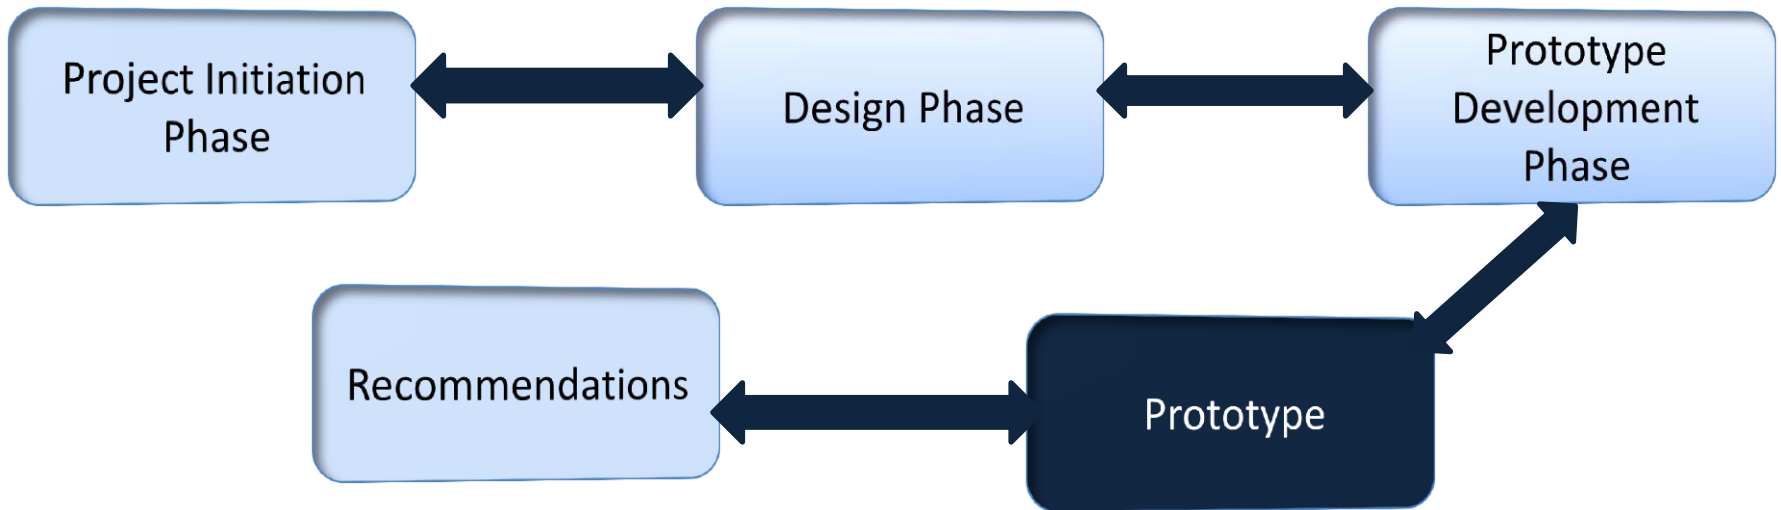 Project Initiation
Phase
Design Phase
Prototype
Development
Phase
Recommendations
Prototype